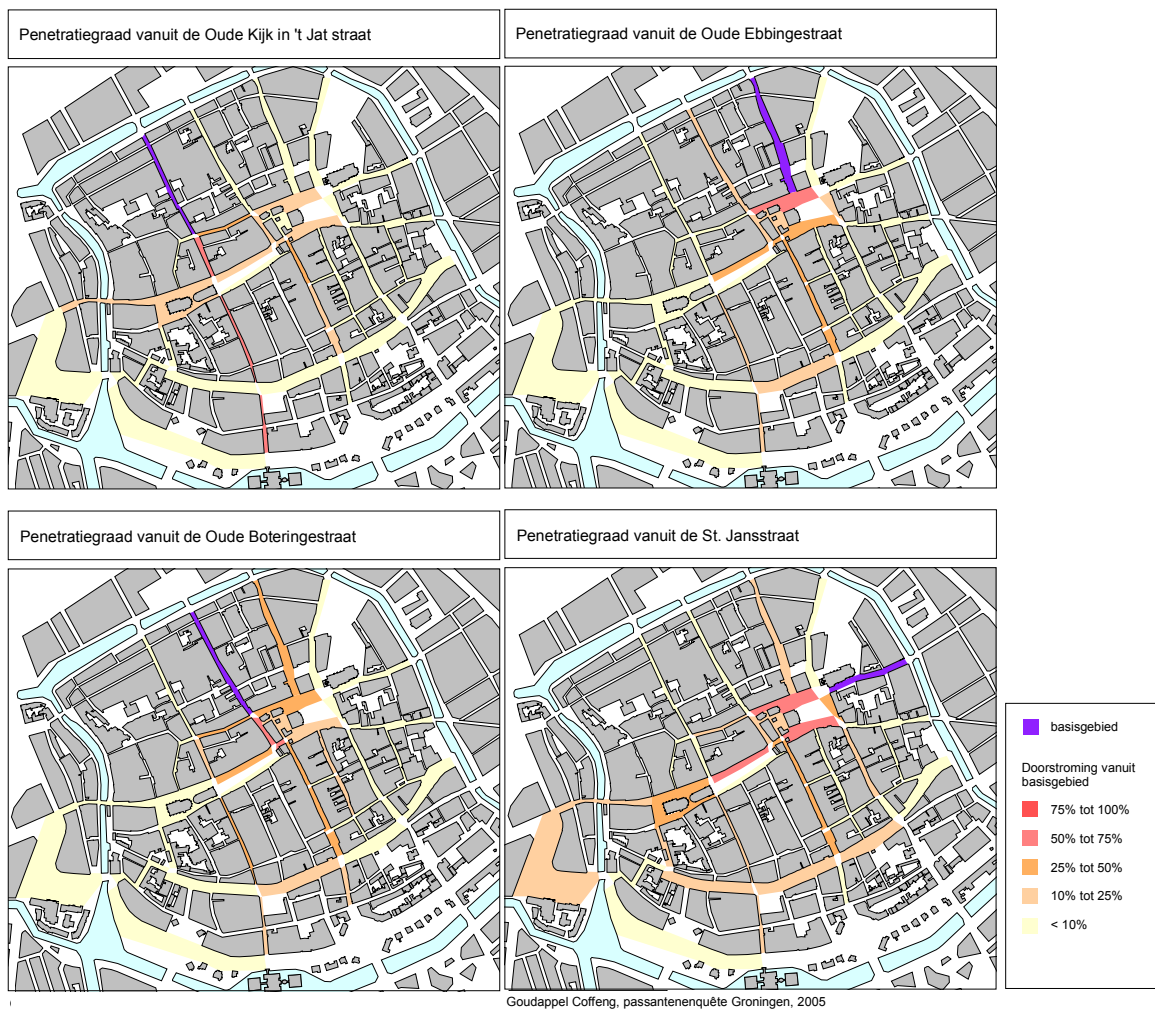 Penetratiegraad vanuit de Oude Kijk in 't Jat straat
Penetratiegraad vanuit de Oude Ebbingestraat
Penetratiegraad vanuit de Oude Boteringestraat
Penetratiegraad vanuit de St. Jansstraat
basisgebied
Doorstroming vanuit
basisgebied
75% tot 100%
50% tot 75%
25% tot 50%
10% tot 25%
< 10%
Goudappel Coffeng, passantenenquête Groningen, 2005